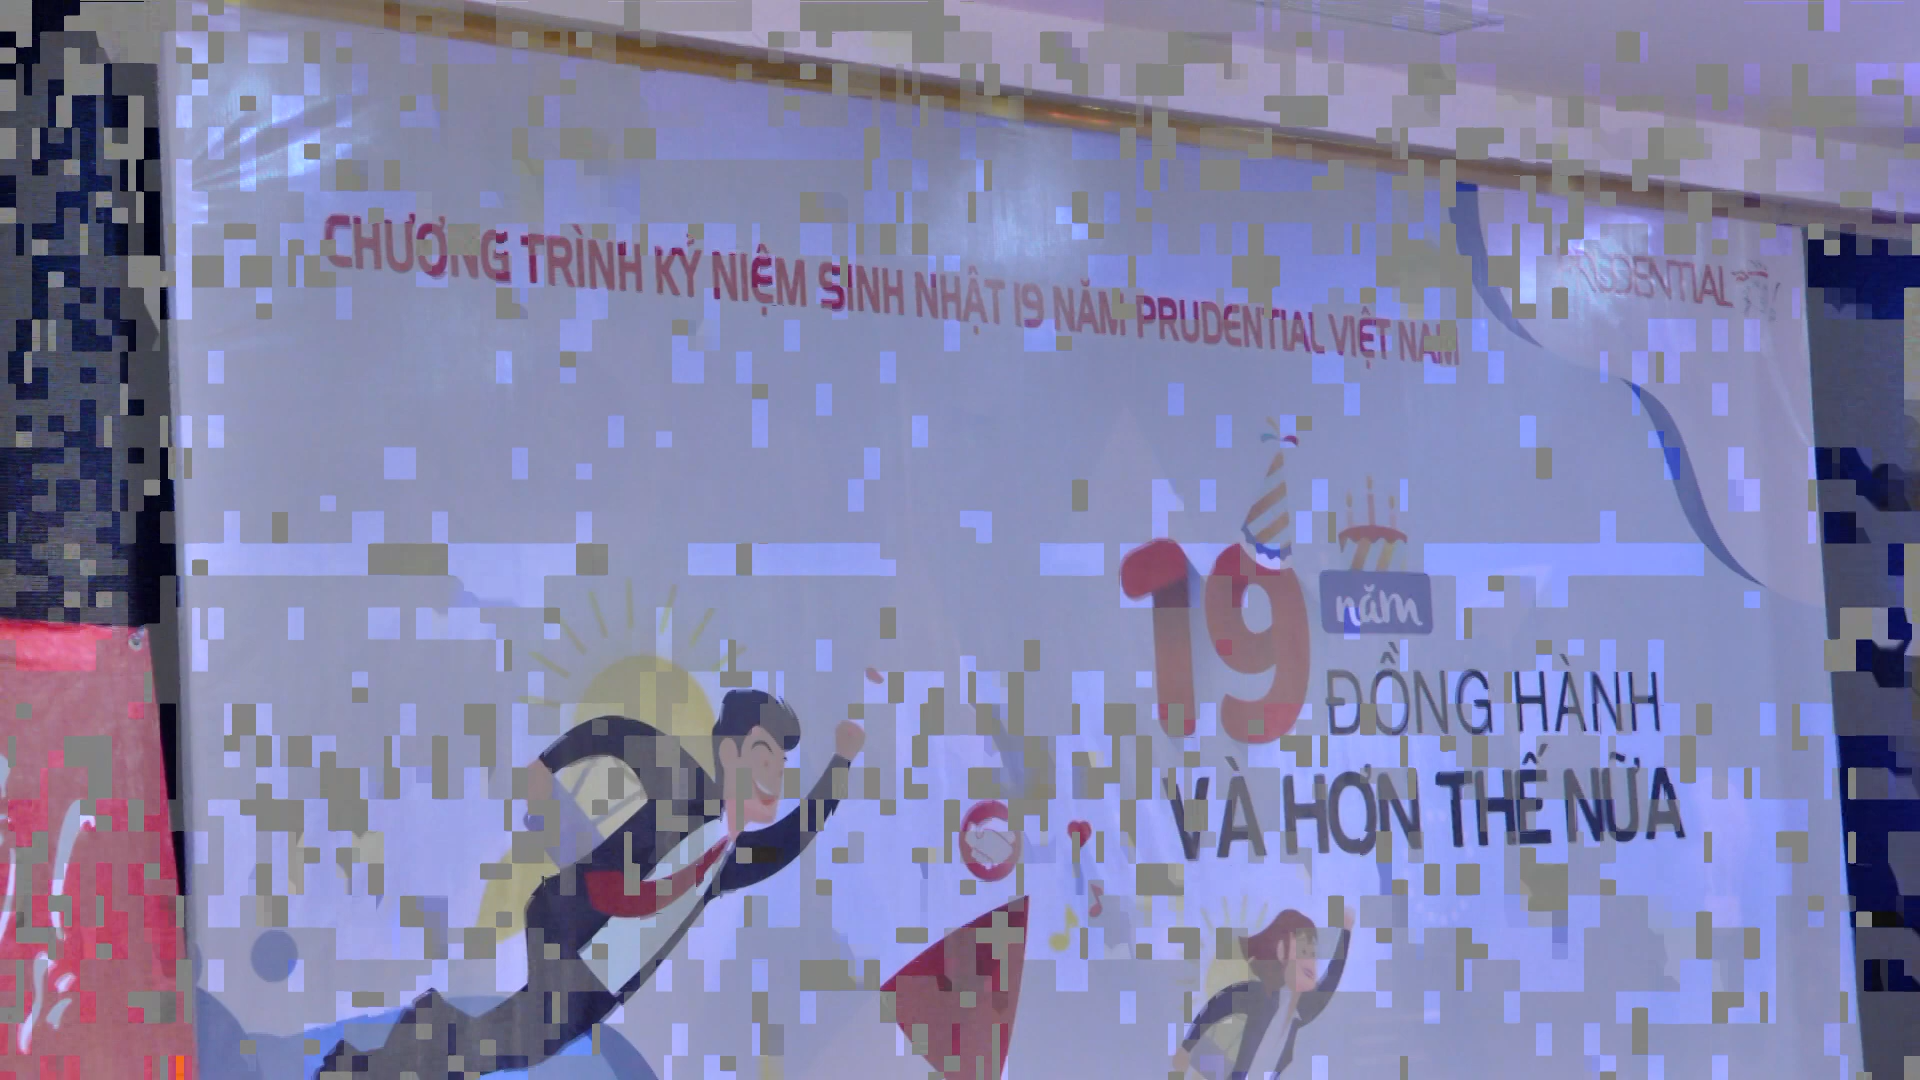 CHƯƠNG TRÌNH KỶ NIỆM SINH NHẬT 19 NĂM PRUDENTIAL VIỆT NAM
PRUDENTIAL
19 năm
ĐỒNG HÀNH
VÀ HƠN THẾ NỮA